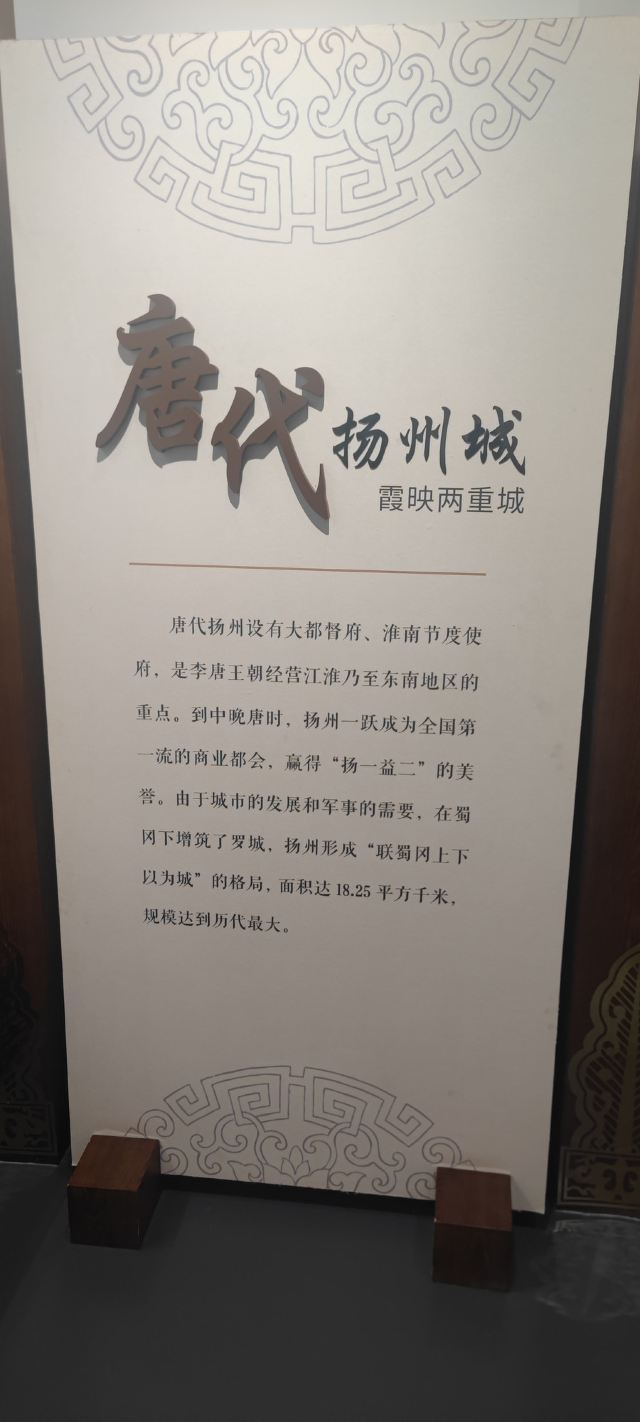 唐代扬州城
霞映两重城
唐代扬州设有大都督府、淮南节度使
府，是李唐王朝经营江淮乃至东南地区的
重点。到中晚唐时，扬州一跃成为全国第
一流的商业都会，赢得“扬一益二”的美
誉。由于城市的发展和军事的需要，在蜀
冈下增筑了罗城，扬州形成“联蜀冈上下
以为城”的格局，面积达 18.25 平方千米，
规模达到历代最大。